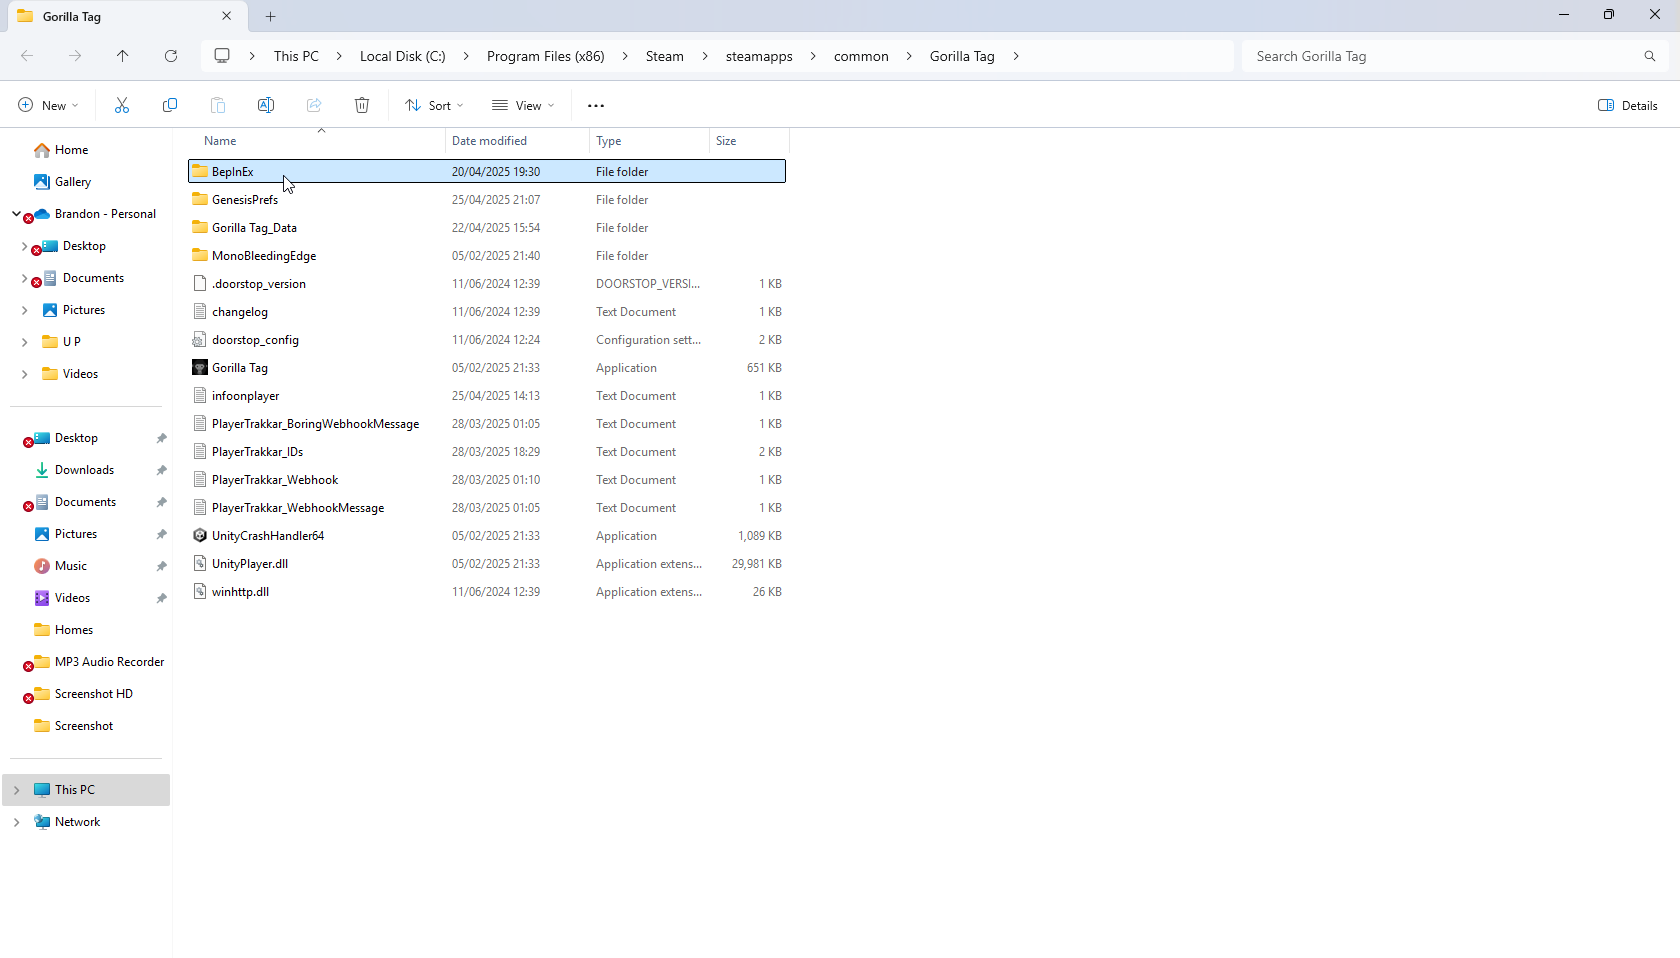 Gorilla Tag
This PC
Local Disk (C:)
Program Files (x86)
Steam
steamapps
common
Gorilla Tag
Search Gorilla Tag
New
Sort
View
Details
Home
Gallery
Brandon - Personal
Desktop
Documents
Pictures
U P
Videos
Desktop
Downloads
Documents
Pictures
Music
Videos
Homes
MP3 Audio Recorder
Screenshot HD
Screenshot
This PC
Network
Name Date modified Type Size
BepInEx 20/04/2025 19:30 File folder
GenesisPrefs 25/04/2025 21:07 File folder
Gorilla Tag_Data 22/04/2025 15:54 File folder
MonoBleedingEdge 05/02/2025 21:40 File folder
.doorstop_version 11/06/2024 12:39 DOORSTOP_VERSI... 1 KB
changelog 11/06/2024 12:39 Text Document 1 KB
doorstop_config 11/06/2024 12:24 Configuration sett... 2 KB
Gorilla Tag 05/02/2025 21:33 Application 651 KB
infoonplayer 25/04/2025 14:13 Text Document 1 KB
PlayerTrakkar_BoringWebhookMessage 28/03/2025 01:05 Text Document 1 KB
PlayerTrakkar_IDs 28/03/2025 18:29 Text Document 2 KB
PlayerTrakkar_Webhook 28/03/2025 01:10 Text Document 1 KB
PlayerTrakkar_WebhookMessage 28/03/2025 01:05 Text Document 1 KB
UnityCrashHandler64 05/02/2025 21:33 Application 1,089 KB
UnityPlayer.dll 05/02/2025 21:33 Application extens... 29,981 KB
winhttp.dll 11/06/2024 12:39 Application extens... 26 KB